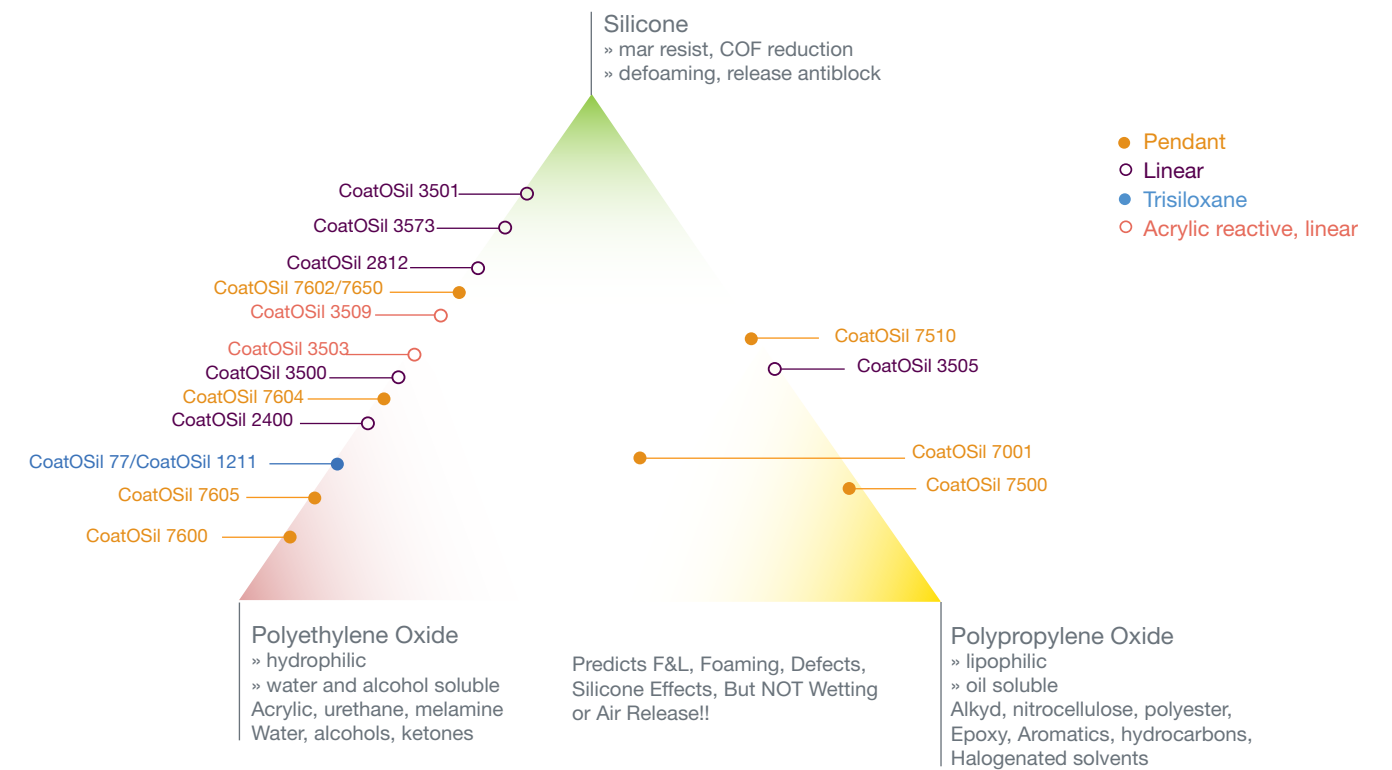 Silicone
» mar resist, COF reduction
» defoaming, release antiblock
Pendant
Linear
Trisiloxane
Acrylic reactive, linear
CoatOSil 3501
CoatOSil 3573
CoatOSil 2812
CoatOSil 7602/7650
CoatOSil 3509
CoatOSil 3503
CoatOSil 3500
CoatOSil 7604
CoatOSil 2400
CoatOSil 77/CoatOSil 1211
CoatOSil 7605
CoatOSil 7600
CoatOSil 7510
CoatOSil 3505
CoatOSil 7001
CoatOSil 7500
Polyethylene Oxide
» hydrophilic
» water and alcohol soluble
Acrylic, urethane, melamine
Water, alcohols, ketones
Predicts F&L, Foaming, Defects,
Silicone Effects, But NOT Wetting
or Air Release!!
Polypropylene Oxide
» lipophilic
» oil soluble
Alkyd, nitrocellulose, polyester,
Epoxy, Aromatics, hydrocarbons,
Halogenated solvents